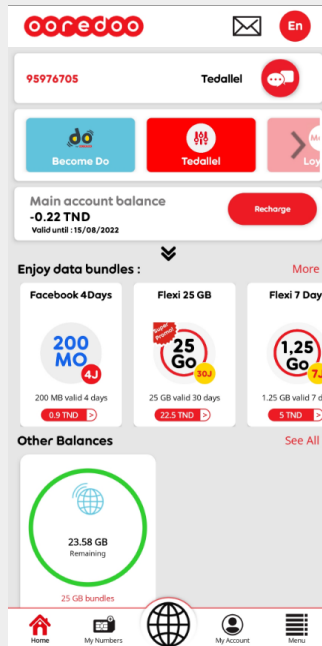 ooredoo
En
95976705
Tedallel
do
Become Do
Tedallel
Loy
Main account balance
-0.22 TND
Valid until : 15/08/2022
Recharge
Enjoy data bundles :
More
Facebook 4Days
200
MO
4J
200 MB valid 4 days
0.9 TND >
Flexi 25 GB
Super
Promo!
25
Go
30J
25 GB valid 30 days
22.5 TND >
Flexi 7 Day
1,25
Go
7J
1.25 GB valid 7 d
5 TND >
Other Balances
See All
23.58 GB
Remaining
25 GB bundles
Home
My Numbers
My Account
Menu